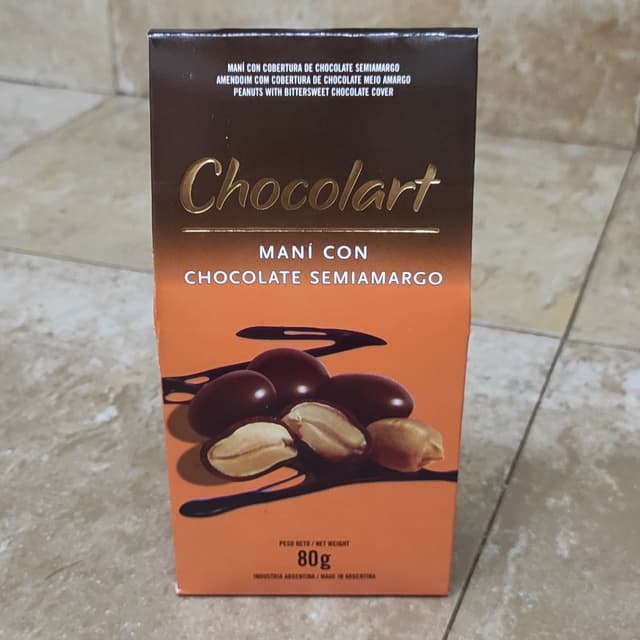 MANÍ CON COBERTURA DE CHOCOLATE SEMIAMARGO
AMENDOIM COM COBERTURA DE CHOCOLATE MEIO AMARGO
PEANUTS WITH BITTERSWEET CHOCOLATE COVER
Chocolart
MANÍ CON
CHOCOLATE SEMIAMARGO
PESO NETO / NET WEIGHT
80g
INDUSTRIA ARGENTINA / MADE IN ARGENTINA